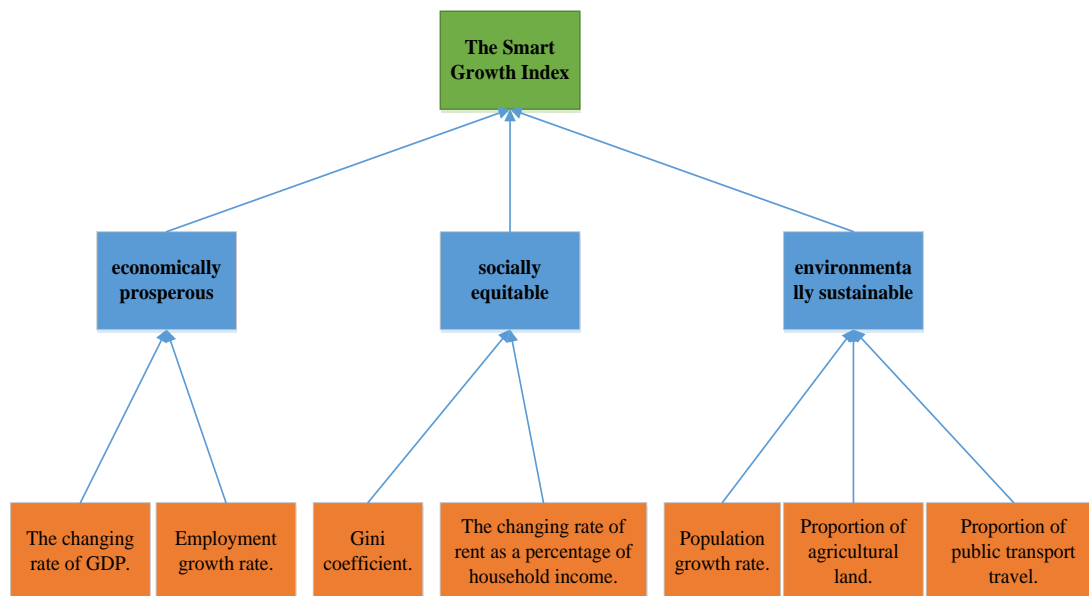 The Smart
Growth Index
economically
prosperous
socially
equitable
environmenta
lly sustainable
The changing
rate of GDP.
Employment
growth rate.
Gini
coefficient.
The changing rate of
rent as a percentage of
household income.
Population
growth rate.
Proportion of
agricultural
land.
Proportion of
public transport
travel.